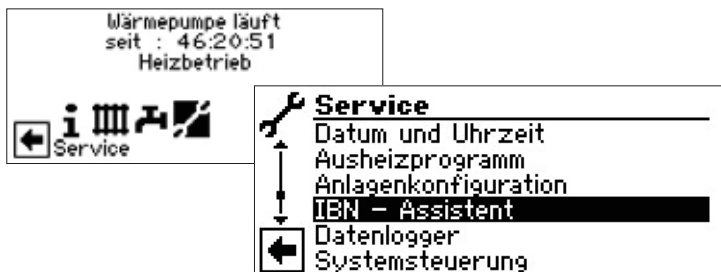 Wärmepumpe läuft
seit : 46:20:51
Heizbetrieb
Service
Service
Datum und Uhrzeit
Ausheizprogramm
Anlagenkonfiguration
IBN - Assistent
Datenlogger
Systemsteuerung